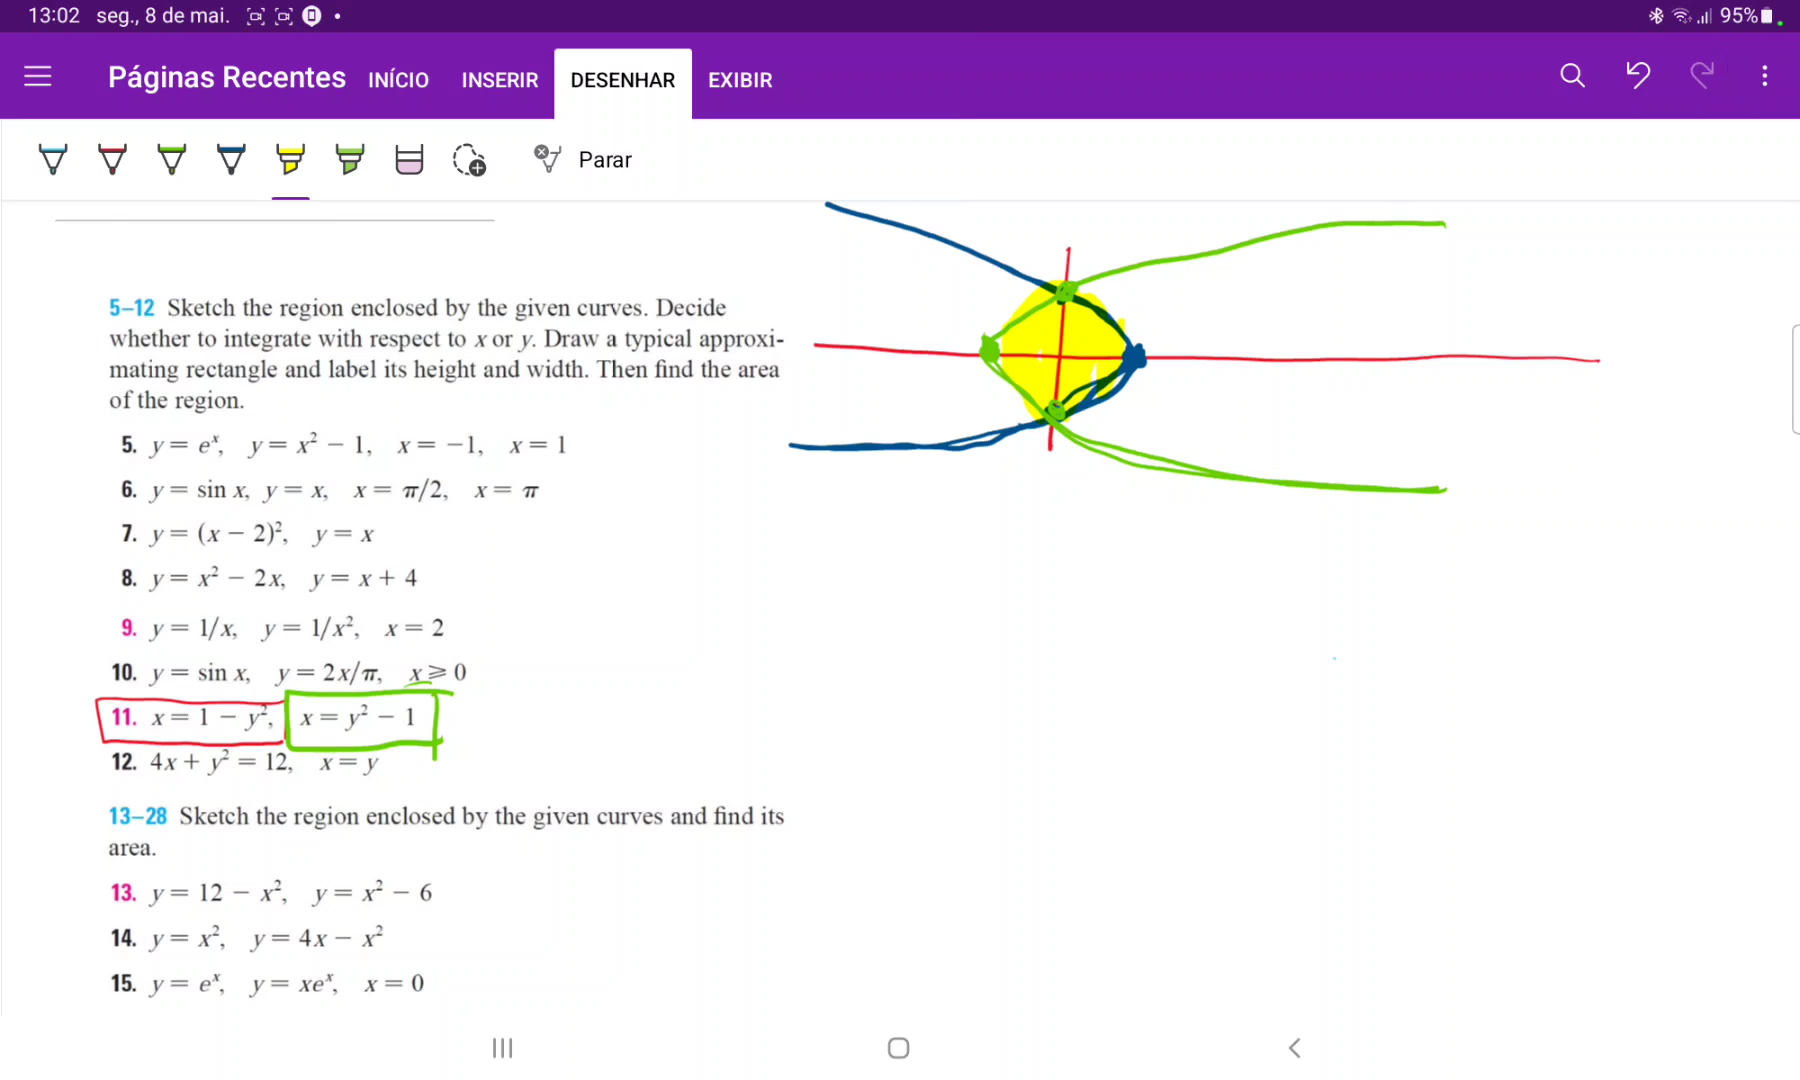 13:02 seg., 8 de mai. 95%
Páginas Recentes INÍCIO INSERIR DESENHAR EXIBIR
Parar
5–12 Sketch the region enclosed by the given curves. Decide
whether to integrate with respect to x or y. Draw a typical approxi-
mating rectangle and label its height and width. Then find the area
of the region.
5. y = eˣ, y = x² − 1, x = −1, x = 1
6. y = sin x, y = x, x = π/2, x = π
7. y = (x − 2)², y = x
8. y = x² − 2x, y = x + 4
9. y = 1/x, y = 1/x², x = 2
10. y = sin x, y = 2x/π, x ⩾ 0
11. x = 1 − y², x = y² − 1
12. 4x + y² = 12, x = y
13–28 Sketch the region enclosed by the given curves and find its
area.
13. y = 12 − x², y = x² − 6
14. y = x², y = 4x − x²
15. y = eˣ, y = xeˣ, x = 0